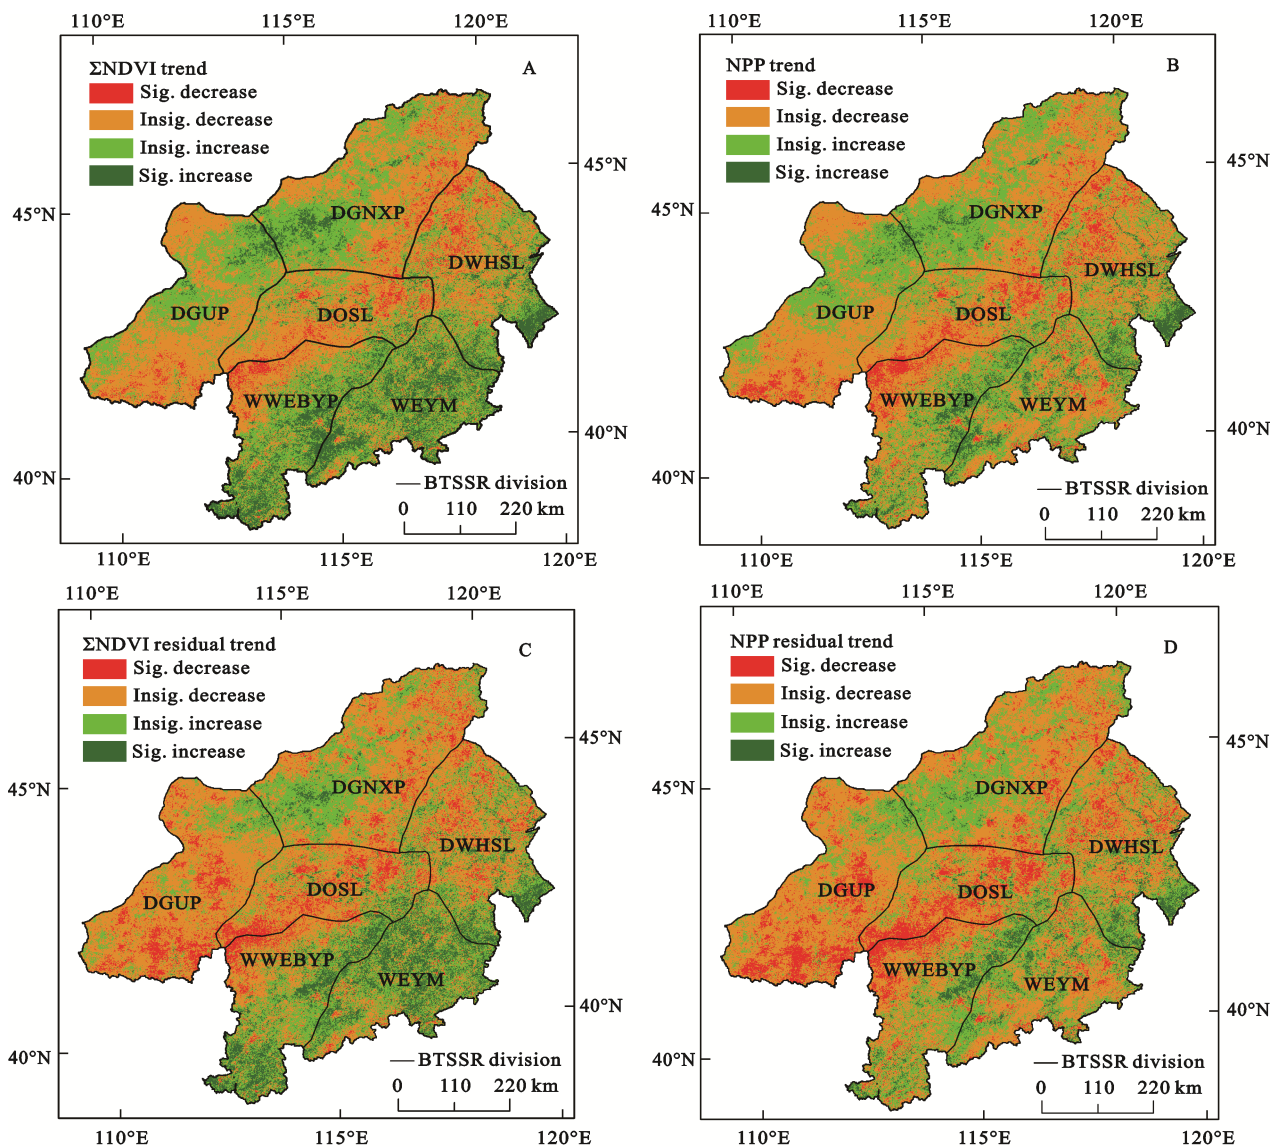 110°E 115°E 120°E
ΣNDVI trend
A
Sig. decrease
Insig. decrease
Insig. increase
Sig. increase
45°N
45°N
DGNXP
DWHSL
DGUP
DOSL
WWEBYP
WEYM
40°N
40°N
BTSSR division
0 110 220 km
110°E 115°E 120°E
110°E 115°E 120°E
NPP trend
B
Sig. decrease
Insig. decrease
Insig. increase
Sig. increase
45°N
45°N
DGNXP
DWHSL
DGUP
DOSL
WWEBYP
WEYM
40°N
40°N
BTSSR division
0 110 220 km
110°E 115°E 120°E
110°E 115°E 120°E
ΣNDVI residual trend
C
Sig. decrease
Insig. decrease
Insig. increase
Sig. increase
45°N
45°N
DGNXP
DWHSL
DOSL
DGUP
WWEBYP
WEYM
40°N
40°N
BTSSR division
0 110 220 km
110°E 115°E 120°E
110°E 115°E 120°E
NPP residual trend
D
Sig. decrease
Insig. decrease
Insig. increase
Sig. increase
45°N
45°N
DGNXP
DWHSL
DGUP
DOSL
WWEBYP
WEYM
40°N
40°N
BTSSR division
0 110 220 km
110°E 115°E 120°E